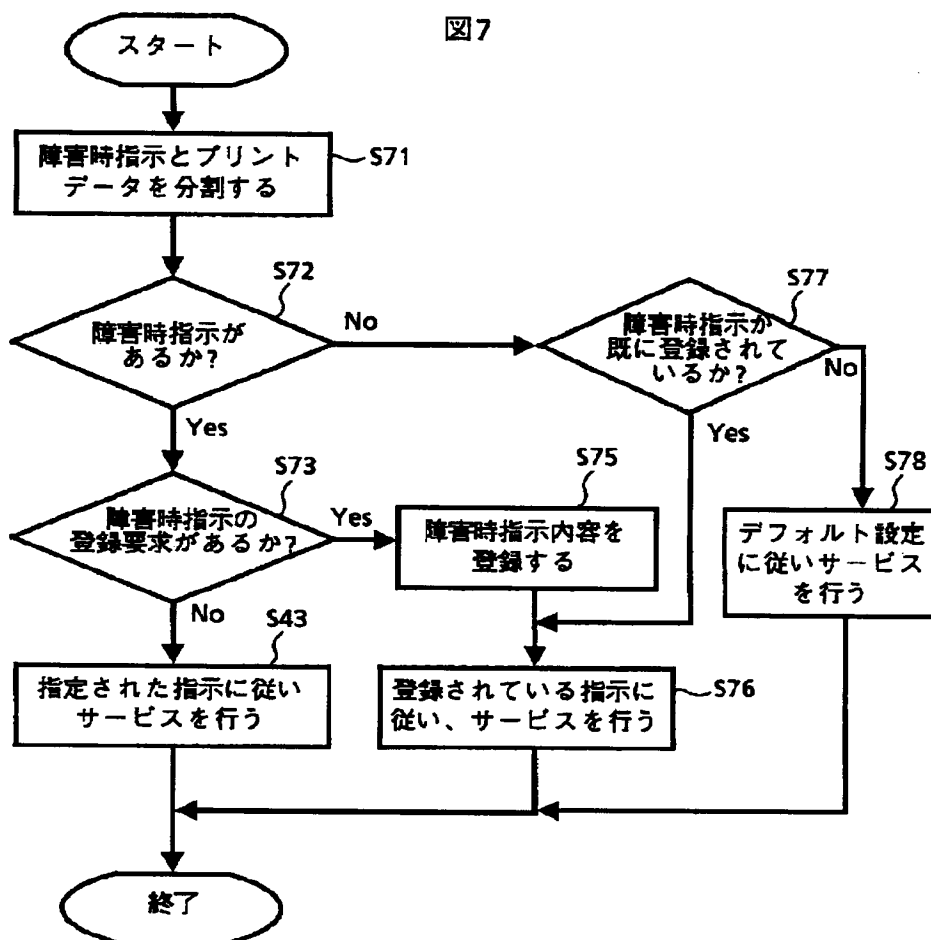 図7
スタート
障害時指示とプリント
データを分割する
S71
S72
障害時指示が
あるか?
No
Yes
S77
障害時指示か
既に登録されて
いるか?
No
Yes
S73
障害時指示の
登録要求があるか?
Yes
No
S75
障害時指示内容を
登録する
S78
デフォルト設定
に従いサービス
を行う
S43
指定された指示に従い
サービスを行う
登録されている指示に
従い、サービスを行う
S76
終了